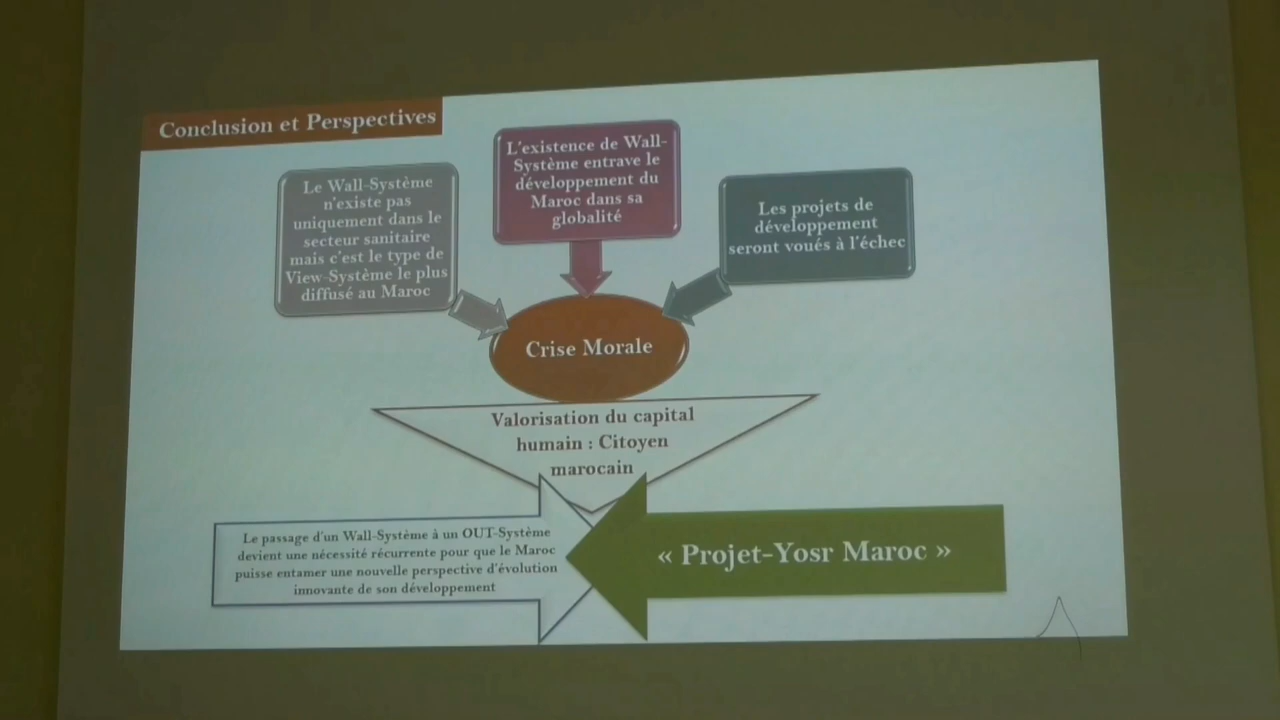 Conclusion et Perspectives
Le Wall-Système
n'existe pas
uniquement dans le
secteur sanitaire
mais c'est le type de
View-Système le plus
diffusé au Maroc
L'existence de Wall-
Système entrave le
développement du
Maroc dans sa
globalité
Les projets de
développement
seront voués à l'échec
Crise Morale
Valorisation du capital
humain : Citoyen
marocain
Le passage d'un Wall-Système à un OUT-Système
devient une nécessité récurrente pour que le Maroc
puisse entamer une nouvelle perspective d'évolution
innovante de son développement
« Projet-Yosr Maroc »